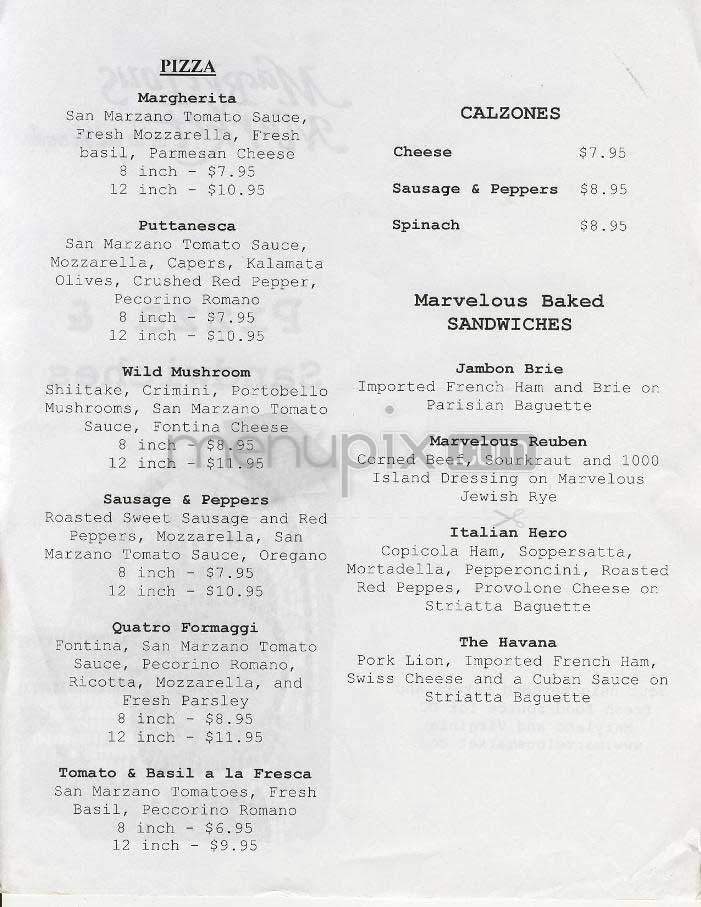 PIZZA
Margherita
San Marzano Tomato Sauce,
Fresh Mozzarella, Fresh
basil, Parmesan Cheese
8 inch - $7.95
12 inch - $10.95
Puttanesca
San Marzano Tomato Sauce,
Mozzarella, Capers, Kalamata
Olives, Crushed Red Pepper,
Pecorino Romano
8 inch - $7.95
12 inch - $10.95
Wild Mushroom
Shiitake, Crimini, Portobello
Mushrooms, San Marzano Tomato
Sauce, Fontina Cheese
8 inch - $8.95
12 inch - $11.95
Sausage & Peppers
Roasted Sweet Sausage and Red
Peppers, Mozzarella, San
Marzano Tomato Sauce, Oregano
8 inch - $7.95
12 inch - $10.95
Quatro Formaggi
Fontina, San Marzano Tomato
Sauce, Pecorino Romano,
Ricotta, Mozzarella, and
Fresh Parsley
8 inch - $8.95
12 inch - $11.95
Tomato & Basil a la Fresca
San Marzano Tomatoes, Fresh
Basil, Peccorino Romano
8 inch - $6.95
12 inch - $9.95
CALZONES
Cheese $7.95
Sausage & Peppers $8.95
Spinach $8.95
Marvelous Baked
SANDWICHES
Jambon Brie
Imported French Ham and Brie on
Parisian Baguette
Marvelous Reuben
Corned Beef, Sourkraut and 1000
Island Dressing on Marvelous
Jewish Rye
Italian Hero
Copicola Ham, Soppersatta,
Mortadella, Pepperoncini, Roasted
Red Peppes, Provolone Cheese on
Striatta Baguette
The Havana
Pork Lion, Imported French Ham,
Swiss Cheese and a Cuban Sauce on
Striatta Baguette
menupix.com